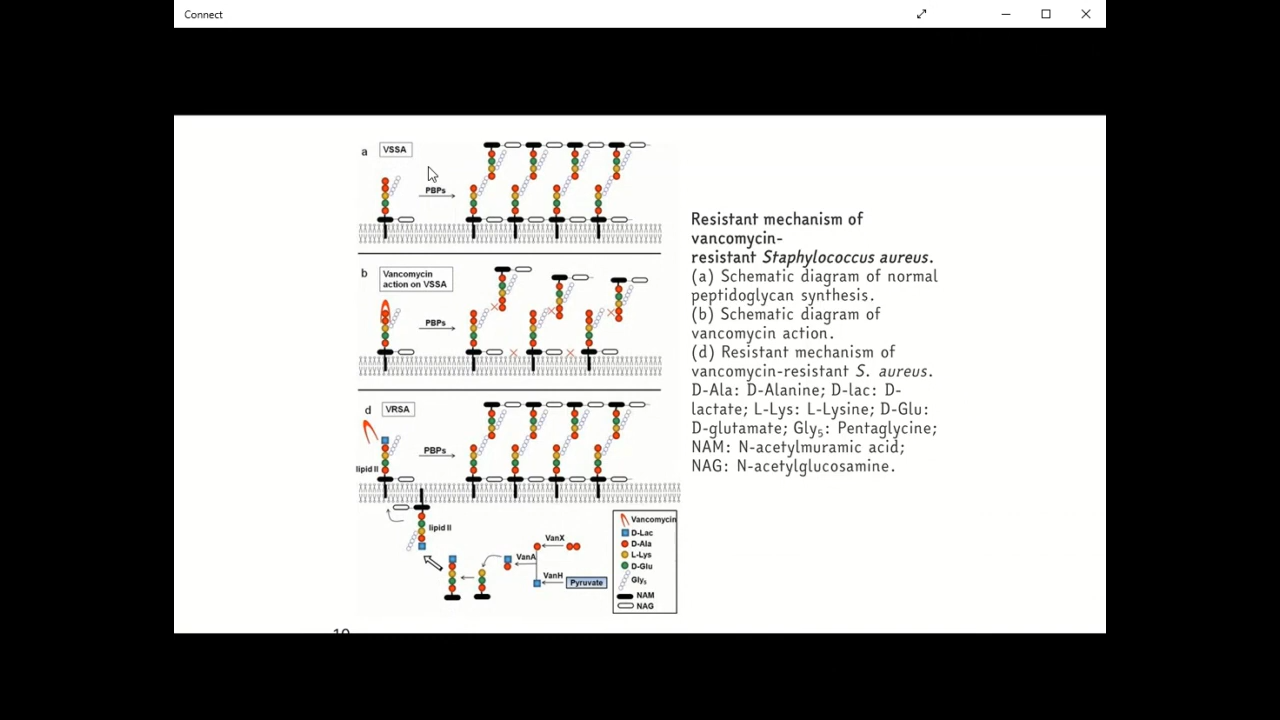 Connect
a VSSA
PBPs
b Vancomycin
action on VSSA
PBPs
d VRSA
PBPs
lipid II
lipid II
VanX
VanA
VanH
Pyruvate
Vancomycin
D-Lac
D-Ala
L-Lys
D-Glu
Gly₅
NAM
NAG
Resistant mechanism of
vancomycin-
resistant Staphylococcus aureus.
(a) Schematic diagram of normal
peptidoglycan synthesis.
(b) Schematic diagram of
vancomycin action.
(d) Resistant mechanism of
vancomycin-resistant S. aureus.
D-Ala: D-Alanine; D-lac: D-
lactate; L-Lys: L-Lysine; D-Glu:
D-glutamate; Gly₅: Pentaglycine;
NAM: N-acetylmuramic acid;
NAG: N-acetylglucosamine.